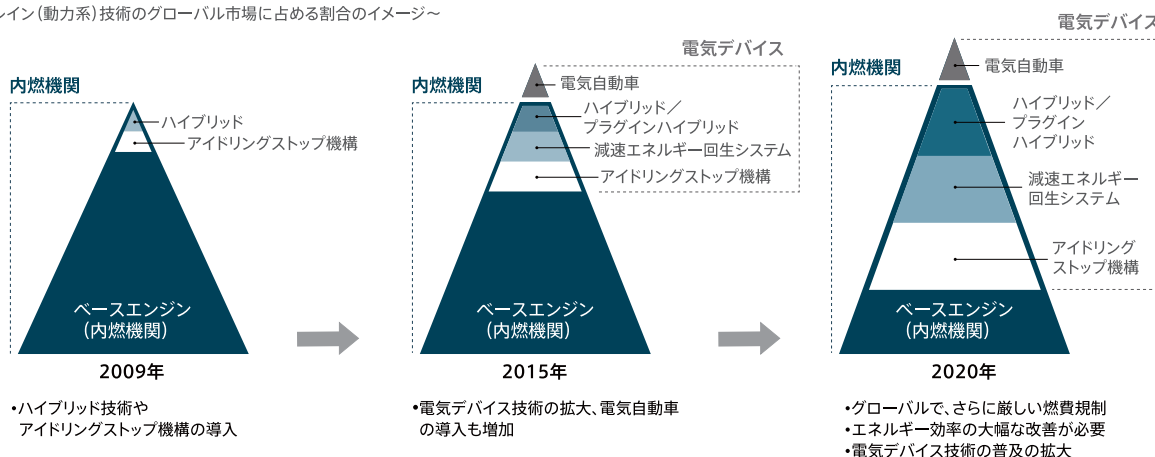 レイン（動力系）技術のグローバル市場に占める割合のイメージ～
内燃機関
ハイブリッド
アイドリングストップ機構
ベースエンジン
（内燃機関）
2009年
•ハイブリッド技術や
アイドリングストップ機構の導入
電気デバイス
内燃機関
電気自動車
ハイブリッド／
プラグインハイブリッド
減速エネルギー回生システム
アイドリングストップ機構
ベースエンジン
（内燃機関）
2015年
•電気デバイス技術の拡大、電気自動車
の導入も増加
電気デバイス
内燃機関
電気自動車
ハイブリッド／
プラグイン
ハイブリッド
減速エネルギー
回生システム
アイドリング
ストップ機構
ベースエンジン
（内燃機関）
2020年
•グローバルで、さらに厳しい燃費規制
•エネルギー効率の大幅な改善が必要
•電気デバイス技術の普及の拡大